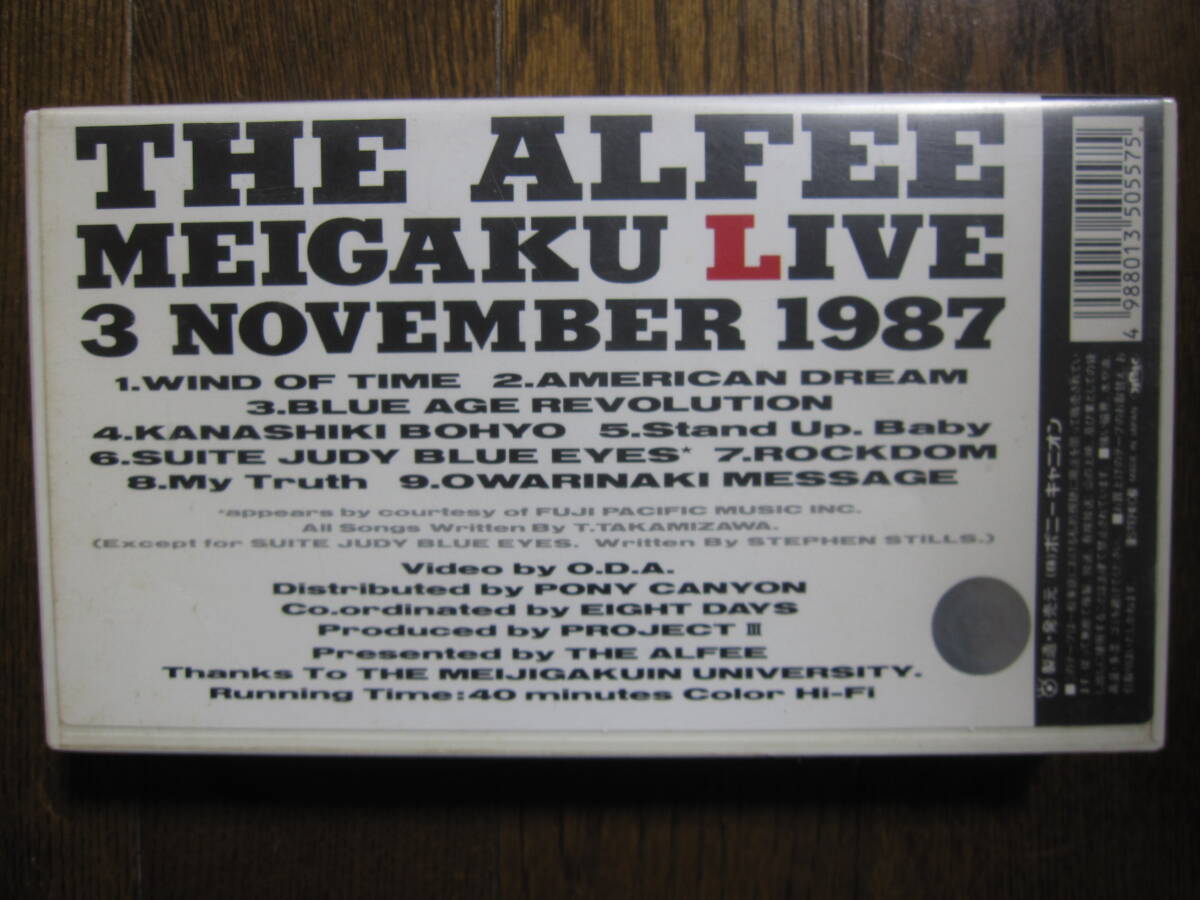 THE ALFEE
MEIGAKU LIVE
3 NOVEMBER 1987
1.WIND OF TIME 2.AMERICAN DREAM
3.BLUE AGE REVOLUTION
4.KANASHIKI BOHYO 5.Stand Up. Baby
6.SUITE JUDY BLUE EYES* 7.ROCKDOM
8.My Truth 9.OWARINAKI MESSAGE
*appears by courtesy of FUJI PACIFIC MUSIC INC.
All Songs Written By T.TAKAMIZAWA.
(Except for SUITE JUDY BLUE EYES. Written By STEPHEN STILLS.)
Video by O.D.A.
Distributed by PONY CANYON
Co.ordinated by EIGHT DAYS
Produced by PROJECT III
Presented by THE ALFEE
Thanks To THE MEIJIGAKUIN UNIVERSITY.
Running Time:40 minutes Color Hi-Fi
4 988013 505575
製造・発売元 (株)ポニーキャニオン